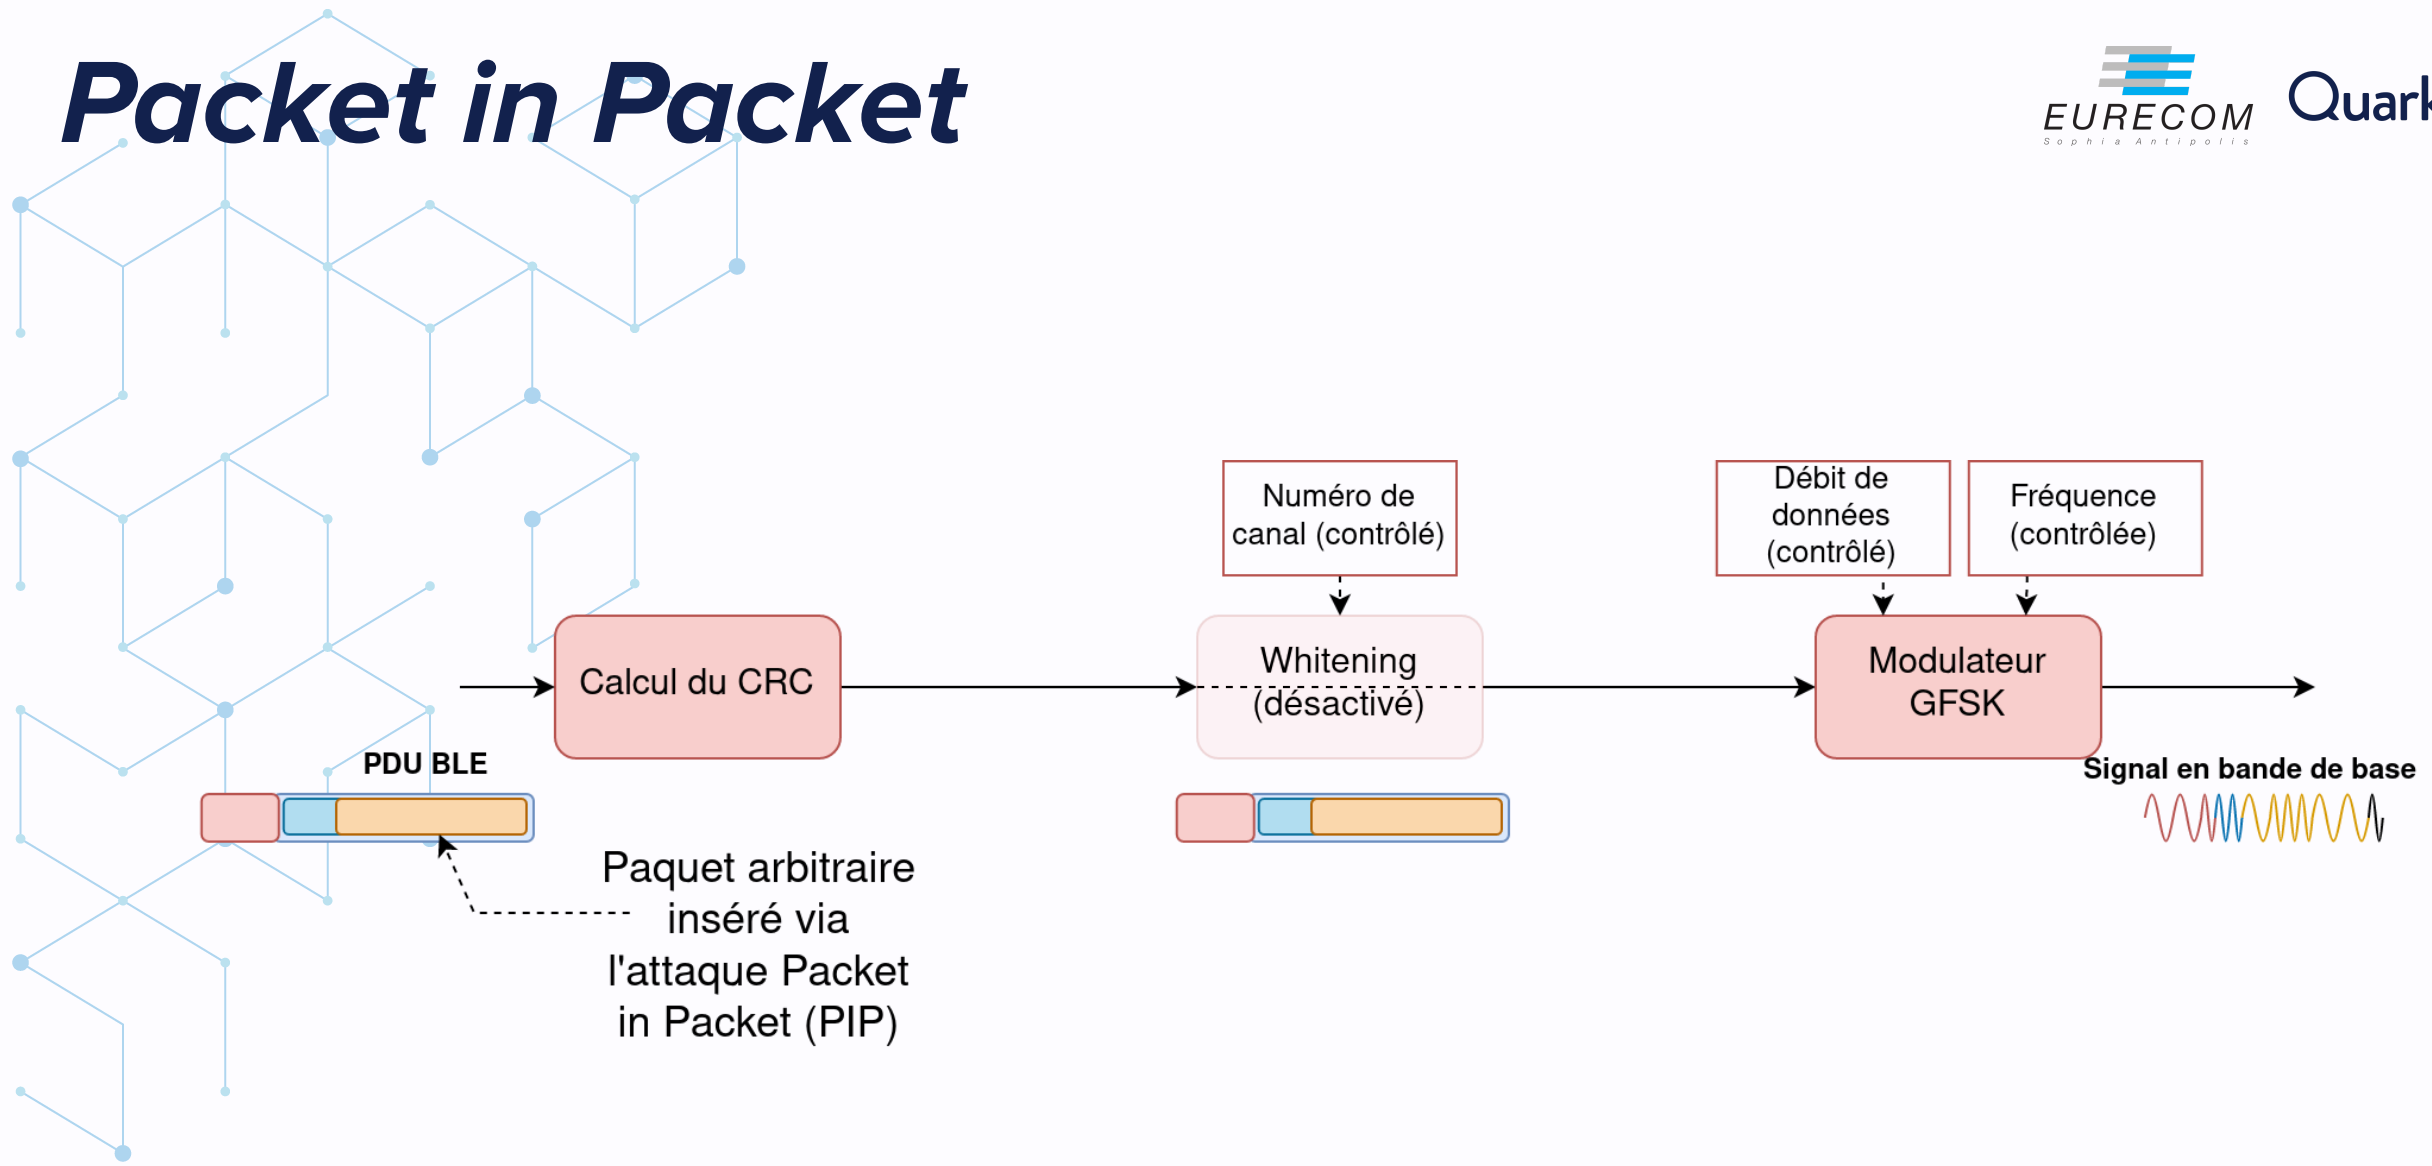 Packet in Packet
EURECOM
Sophia Antipolis
Quark
Numéro de
canal (contrôlé)
Débit de
données
(contrôlé)
Fréquence
(contrôlée)
Calcul du CRC
Whitening
(désactivé)
Modulateur
GFSK
PDU BLE
Signal en bande de base
Paquet arbitraire
inséré via
l'attaque Packet
in Packet (PIP)